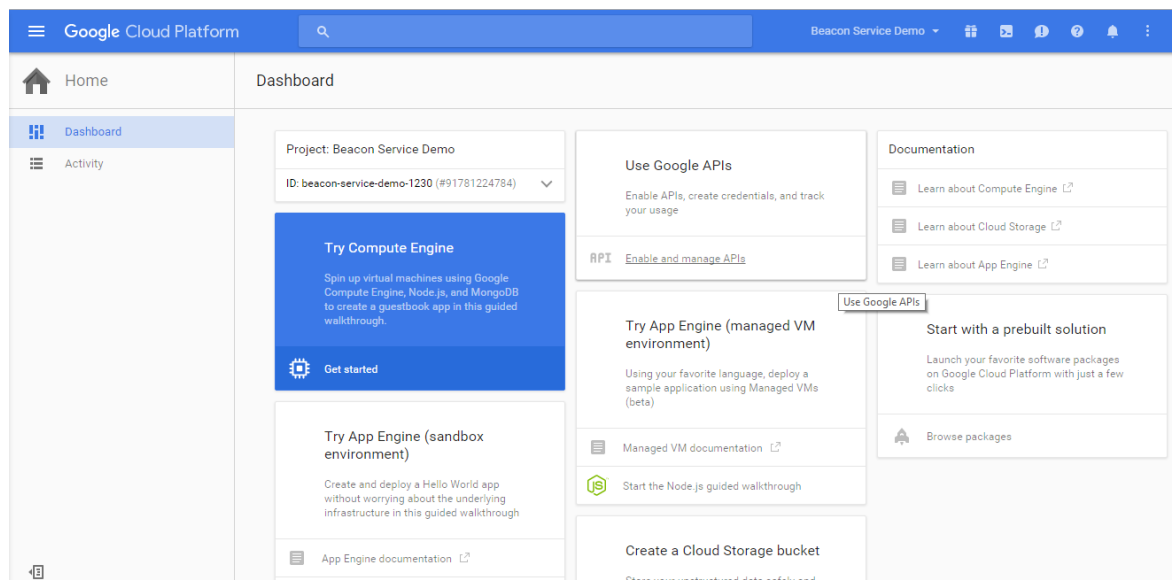 Google Cloud Platform
Beacon Service Demo
Home
Dashboard
Dashboard
Activity
Project: Beacon Service Demo
ID: beacon-service-demo-1230 (#91781224784)
Try Compute Engine
Spin up virtual machines using Google
Compute Engine, Node.js, and MongoDB
to create a guestbook app in this guided
walkthrough.
Get started
Try App Engine (sandbox
environment)
Create and deploy a Hello World app
without worrying about the underlying
infrastructure in this guided walkthrough
App Engine documentation
Use Google APIs
Enable APIs, create credentials, and track
your usage
API Enable and manage APIs
Use Google APIs
Try App Engine (managed VM
environment)
Using your favorite language, deploy a
sample application using Managed VMs
(beta)
Managed VM documentation
JS Start the Node.js guided walkthrough
Create a Cloud Storage bucket
Store your unstructured data safely and
Documentation
Learn about Compute Engine
Learn about Cloud Storage
Learn about App Engine
Start with a prebuilt solution
Launch your favorite software packages
on Google Cloud Platform with just a few
clicks
Browse packages